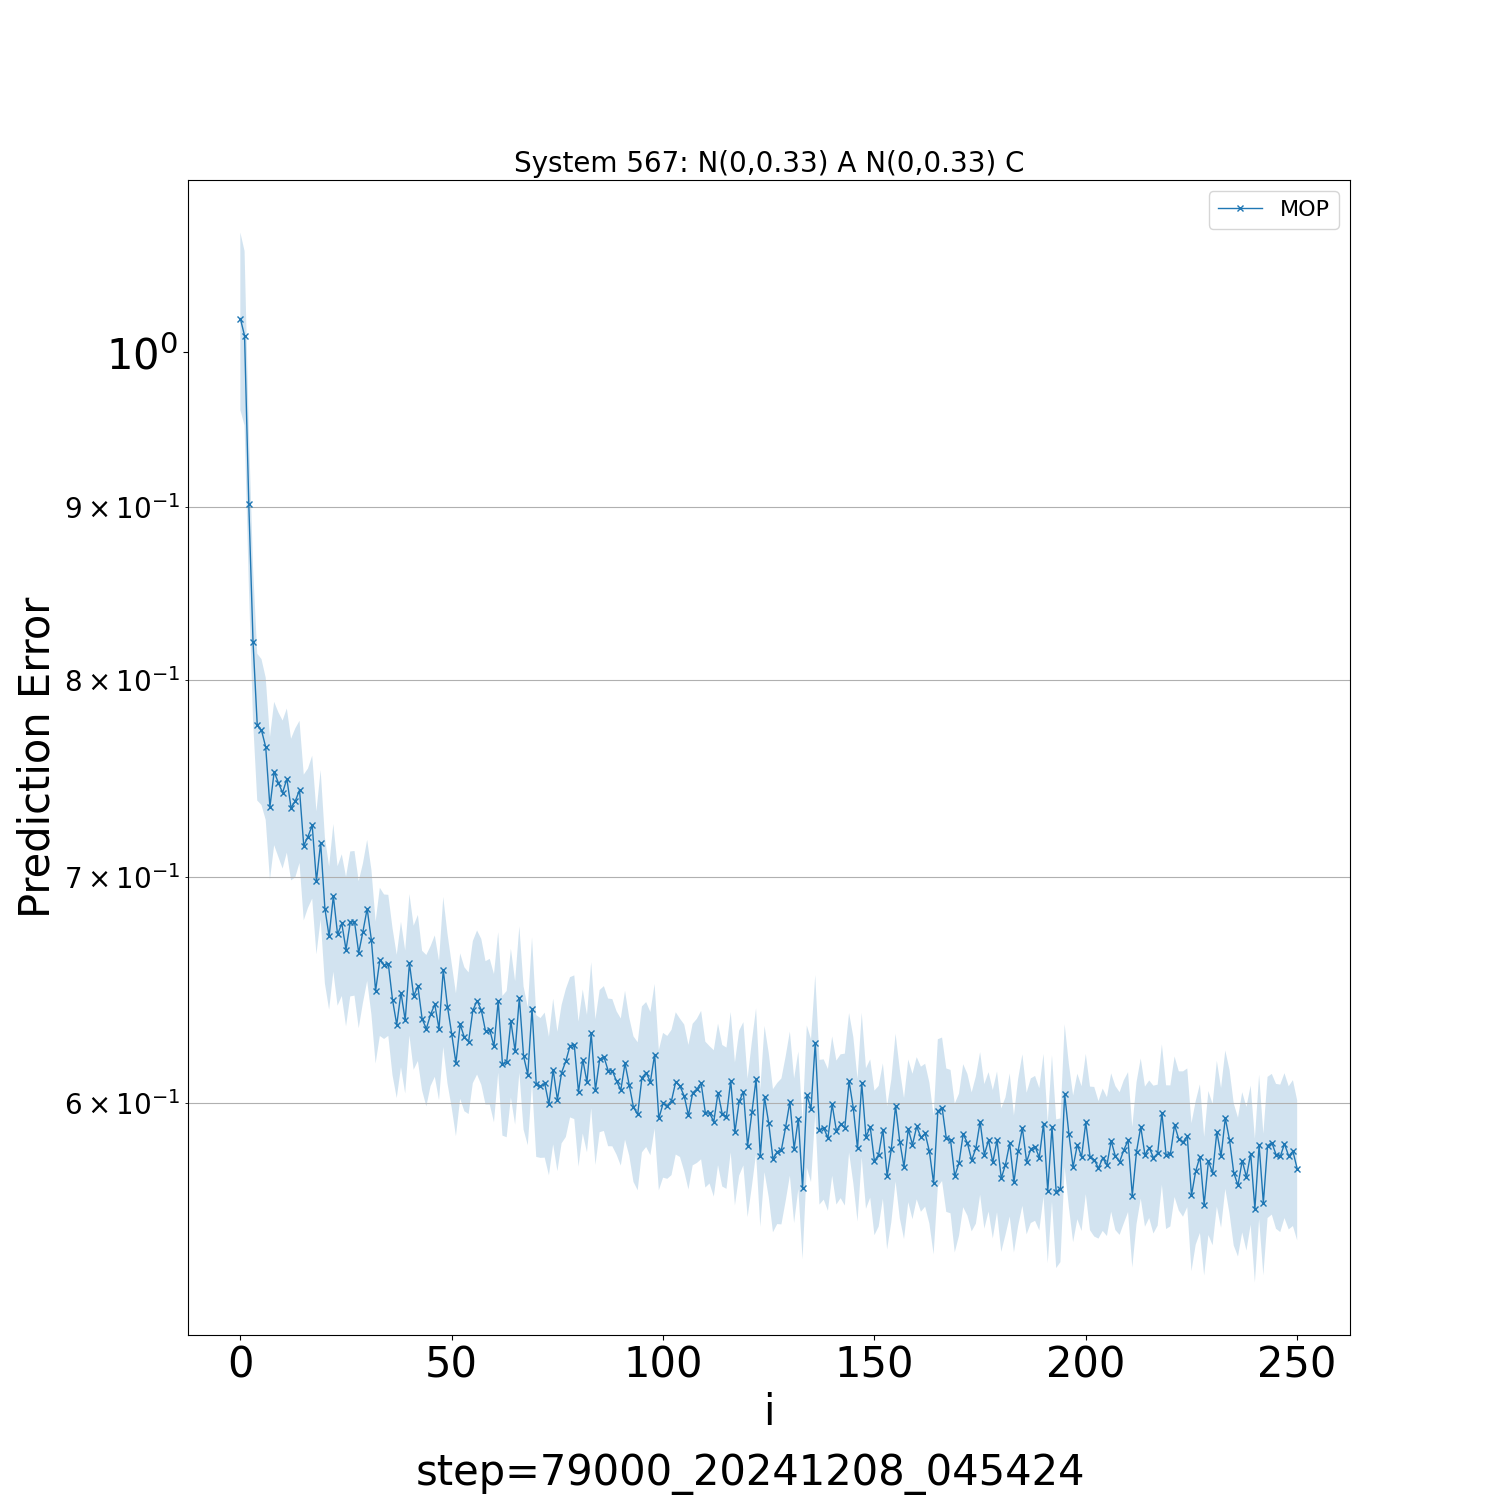 System 567: N(0,0.33) A N(0,0.33) C
MOP
10⁰
9 × 10⁻¹
8 × 10⁻¹
7 × 10⁻¹
6 × 10⁻¹
Prediction Error
0 50 100 150 200 250
i
step=79000_20241208_045424